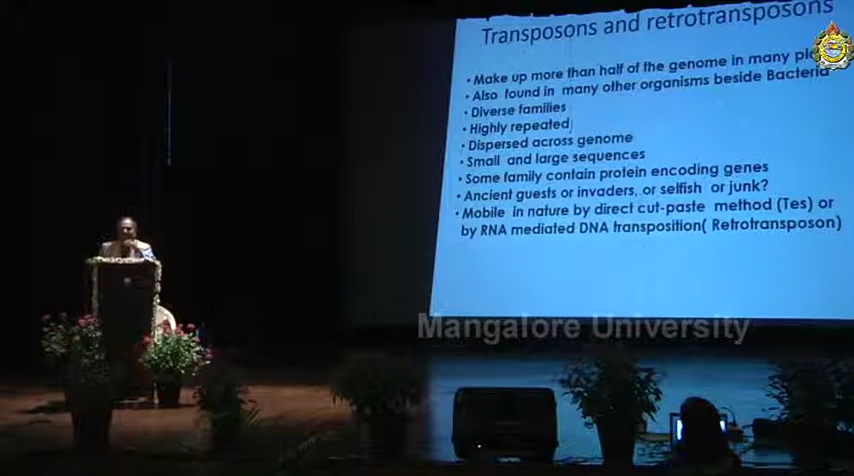 Transposons and retrotransposons
• Make up more than half of the genome in many
• Also found in many other organisms beside Bacteria
• Diverse families
• Highly repeated
• Dispersed across genome
• Small and large sequences
• Some family contain protein encoding genes
• Ancient guests or invaders, or selfish or junk?
• Mobile in nature by direct cut-paste method (Tes) or
by RNA mediated DNA transposition( Retrotransposon)
Mangalore University